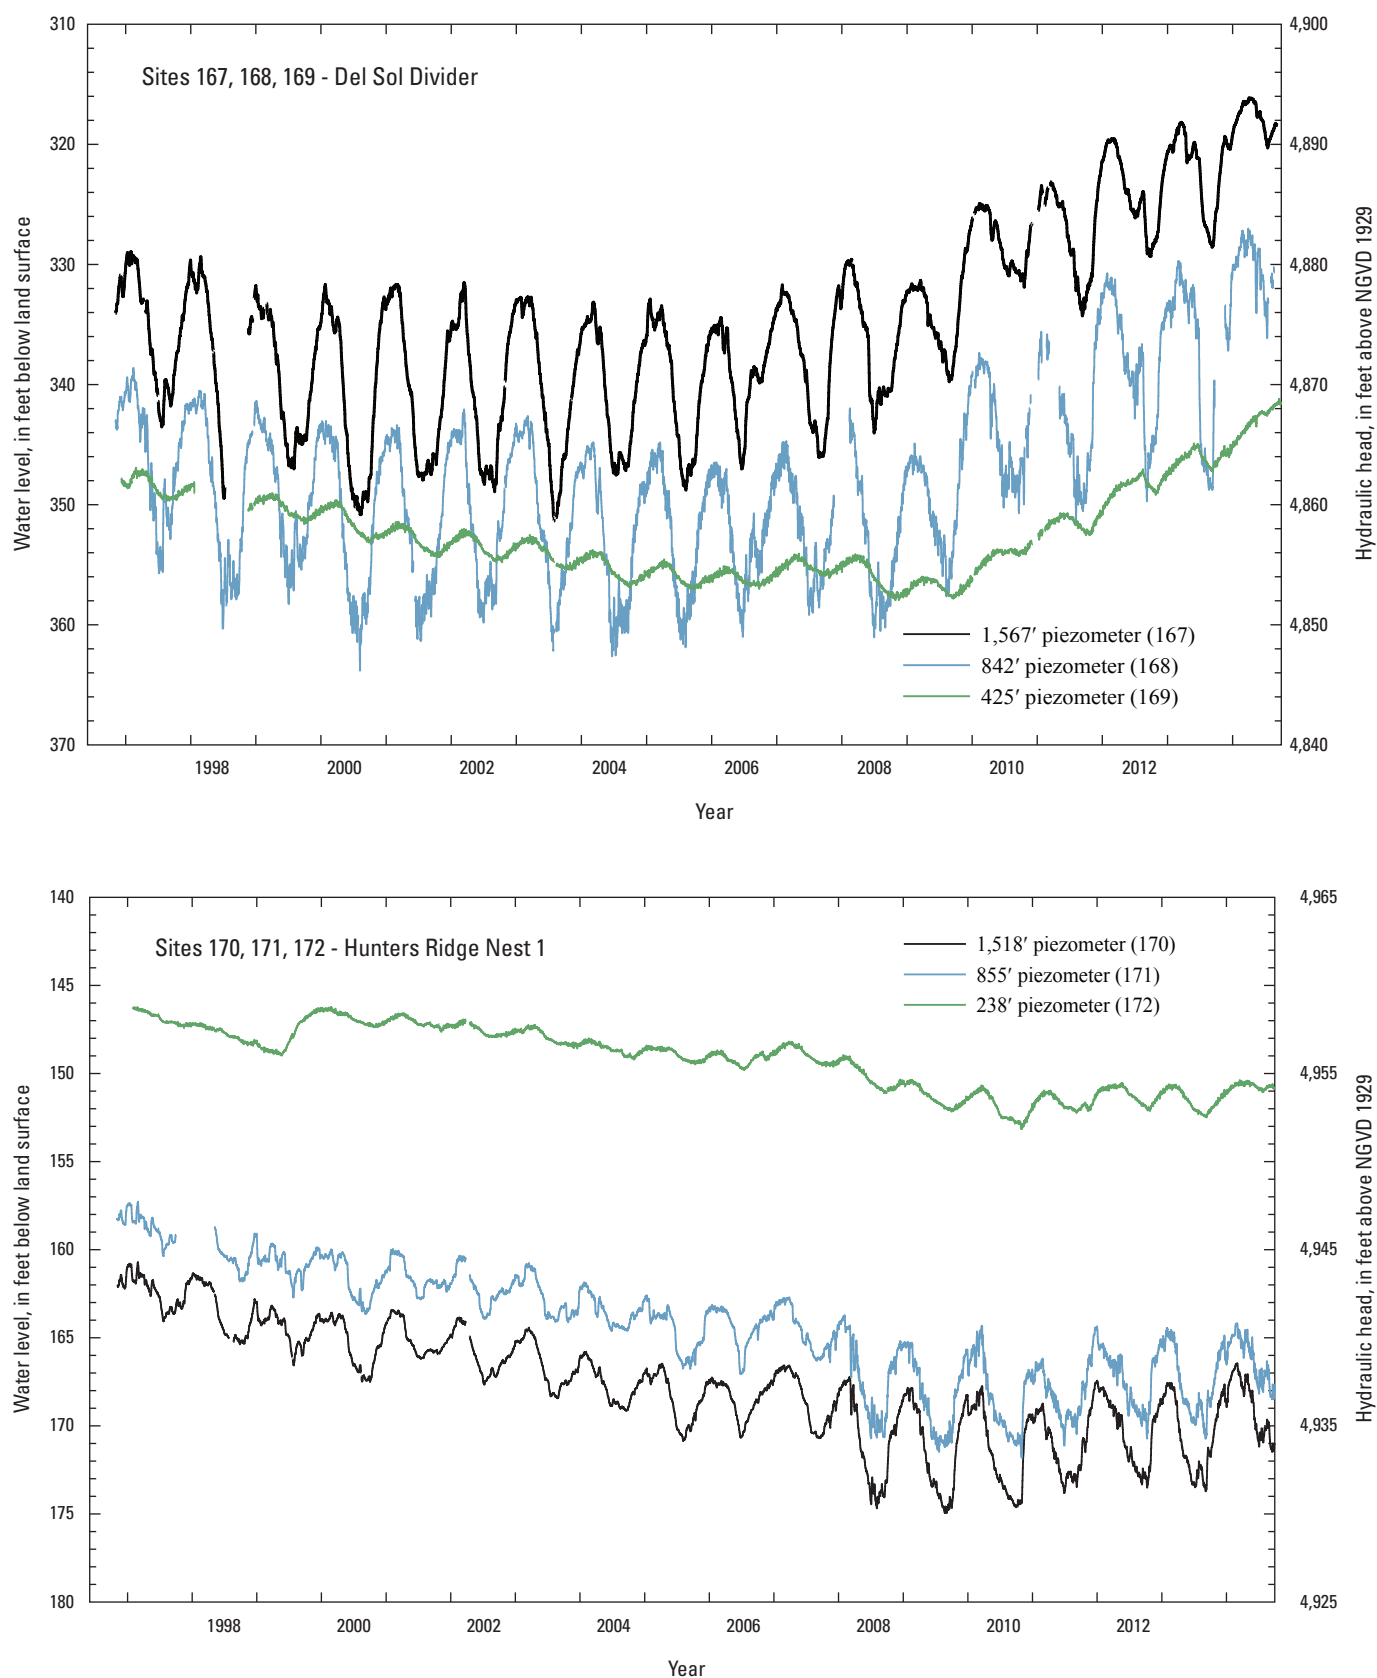 Sites 167, 168, 169 - Del Sol Divider
Water level, in feet below land surface
310
320
330
340
350
360
370
4,900
4,890
4,880
4,870
4,860
4,850
4,840
Hydraulic head, in feet above NGVD 1929
1,567′ piezometer (167)
842′ piezometer (168)
425′ piezometer (169)
1998 2000 2002 2004 2006 2008 2010 2012
Year
Sites 170, 171, 172 - Hunters Ridge Nest 1
Water level, in feet below land surface
140
145
150
155
160
165
170
175
180
4,965
4,955
4,945
4,935
4,925
Hydraulic head, in feet above NGVD 1929
1,518′ piezometer (170)
855′ piezometer (171)
238′ piezometer (172)
1998 2000 2002 2004 2006 2008 2010 2012
Year